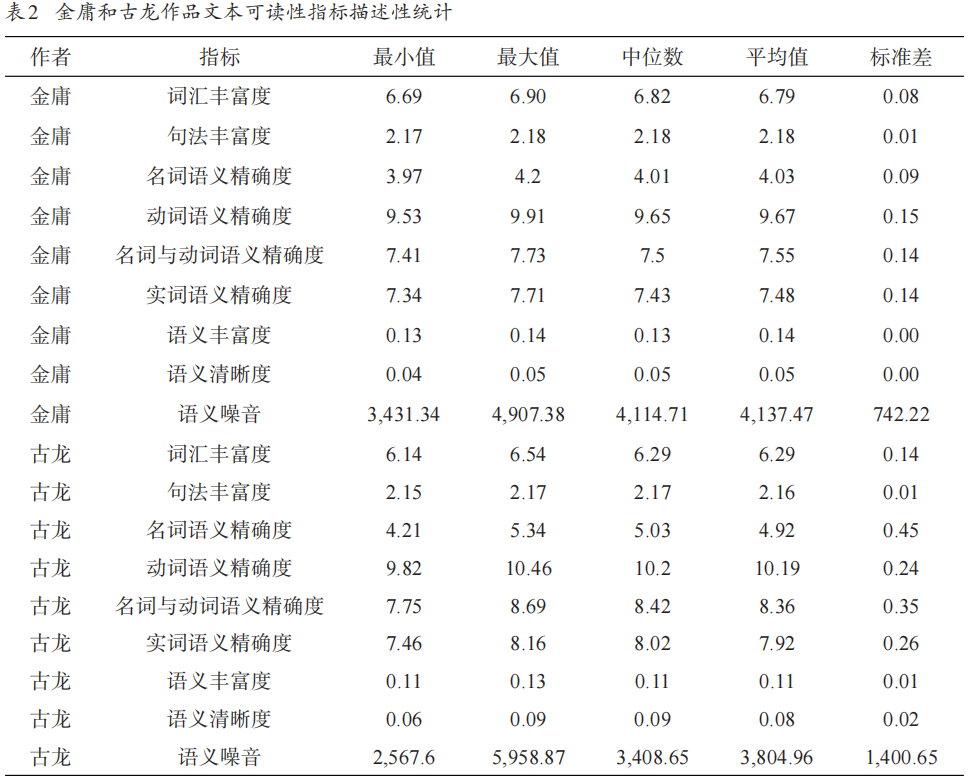 表2 金庸和古龙作品文本可读性指标描述性统计
作者 指标 最小值 最大值 中位数 平均值 标准差
金庸 词汇丰富度 6.69 6.90 6.82 6.79 0.08
金庸 句法丰富度 2.17 2.18 2.18 2.18 0.01
金庸 名词语义精确度 3.97 4.2 4.01 4.03 0.09
金庸 动词语义精确度 9.53 9.91 9.65 9.67 0.15
金庸 名词与动词语义精确度 7.41 7.73 7.5 7.55 0.14
金庸 实词语义精确度 7.34 7.71 7.43 7.48 0.14
金庸 语义丰富度 0.13 0.14 0.13 0.14 0.00
金庸 语义清晰度 0.04 0.05 0.05 0.05 0.00
金庸 语义噪音 3,431.34 4,907.38 4,114.71 4,137.47 742.22
古龙 词汇丰富度 6.14 6.54 6.29 6.29 0.14
古龙 句法丰富度 2.15 2.17 2.17 2.16 0.01
古龙 名词语义精确度 4.21 5.34 5.03 4.92 0.45
古龙 动词语义精确度 9.82 10.46 10.2 10.19 0.24
古龙 名词与动词语义精确度 7.75 8.69 8.42 8.36 0.35
古龙 实词语义精确度 7.46 8.16 8.02 7.92 0.26
古龙 语义丰富度 0.11 0.13 0.11 0.11 0.01
古龙 语义清晰度 0.06 0.09 0.09 0.08 0.02
古龙 语义噪音 2,567.6 5,958.87 3,408.65 3,804.96 1,400.65